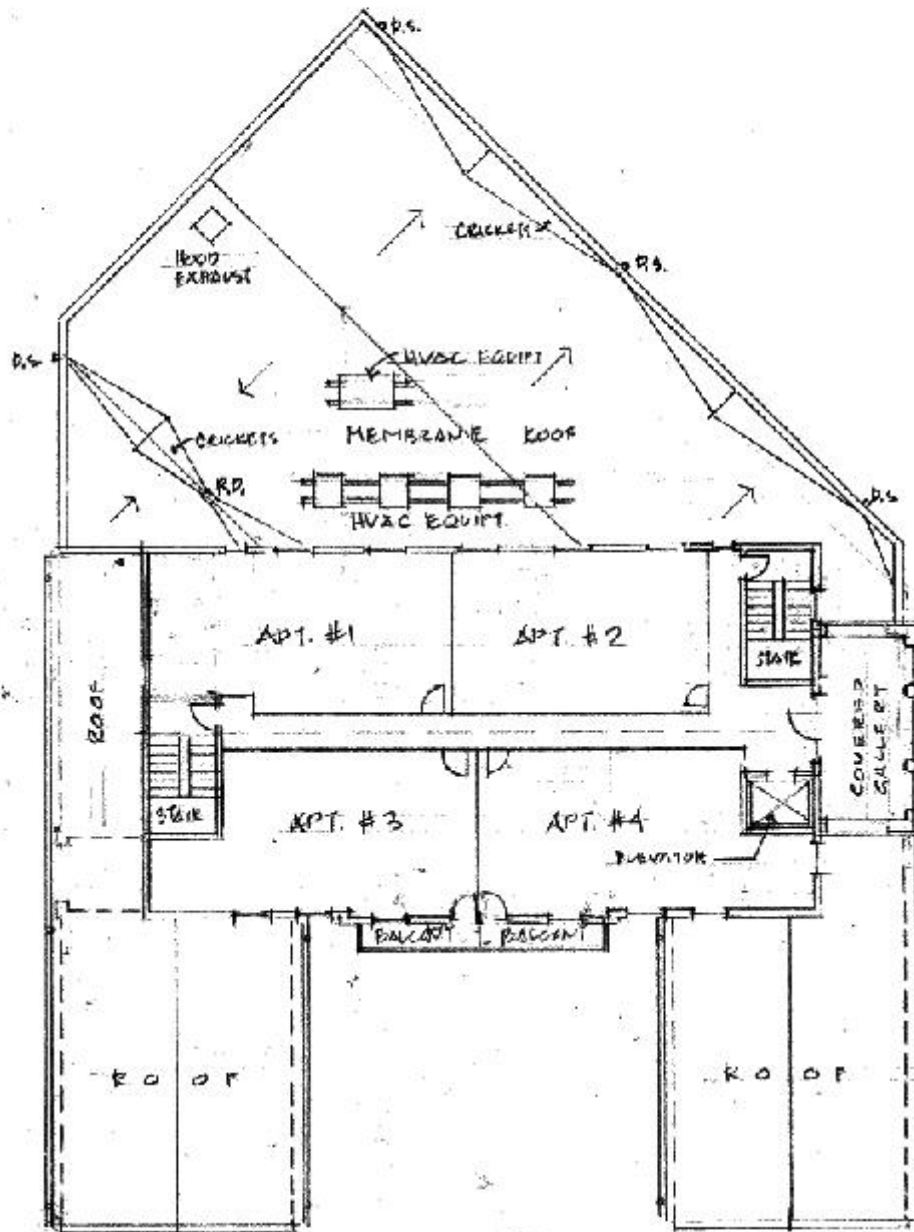 D.S.
CRICKETS
D.S.
HOOD
EXHAUST
D.S.
HVAC EQUIPT
CRICKETS
MEMBRANE ROOF
R.D.
D.S.
HVAC EQUIPT.
APT. #1
APT. #2
STAIR
ROOF
COVERED
GALLERY
STAIR
APT. #3
APT. #4
ELEVATOR
BALCONY
BALCONY
ROOF
ROOF